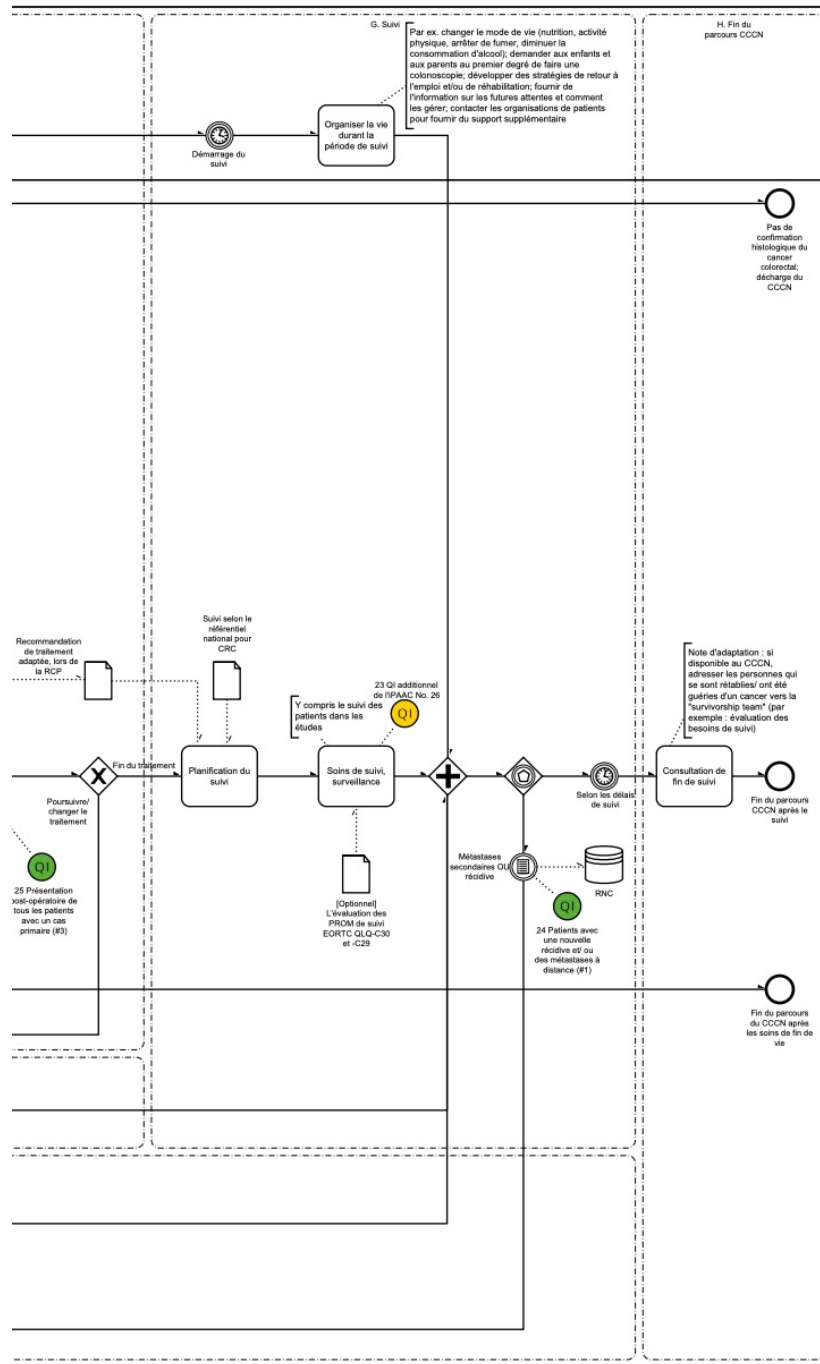 G. Suivi
Par ex. changer le mode de vie (nutrition, activité
physique, arrêter de fumer, diminuer la
consommation d'alcool); demander aux enfants et
aux parents au premier degré de faire une
colonoscopie; développer des stratégies de retour à
l'emploi et/ou de réhabilitation; fournir de
l'information sur les futures attentes et comment
les gérer; contacter les organisations de patients
pour fournir du support supplémentaire
H. Fin du
parcours CCCN
Organiser la vie
durant la
période de suivi
Démarrage du
suivi
Pas de
confirmation
histologique du
cancer
colorectal;
décharge du
CCCN
Recommandation
de traitement
adaptée, lors de
la RCP
Suivi selon le
référentiel
national pour
CRC
23 QI additionnel
de l'iPAAC No. 26
QI
Y compris le suivi des
patients dans les
études
Note d'adaptation : si
disponible au CCCN,
adresser les personnes qui
se sont rétablies/ ont été
guéries d'un cancer vers la
"survivorship team" (par
exemple : évaluation des
besoins de suivi)
X
Fin du traitement
Planification du
suivi
Soins de suivi,
surveillance
Selon les délais
de suivi
Consultation de
fin de suivi
Fin du parcours
CCCN après le
suivi
Poursuivre/
changer le
traitement
QI
25 Présentation
post-opératoire de
tous les patients
avec un cas
primaire (#3)
[Optionnel]
L'évaluation des
PROM de suivi
EORTC QLQ-C30
et -C29
Métastases
secondaires OU
récidive
RNC
QI
24 Patients avec
une nouvelle
récidive et/ ou
des métastases à
distance (#1)
Fin du parcours
du CCCN après
les soins de fin de
vie